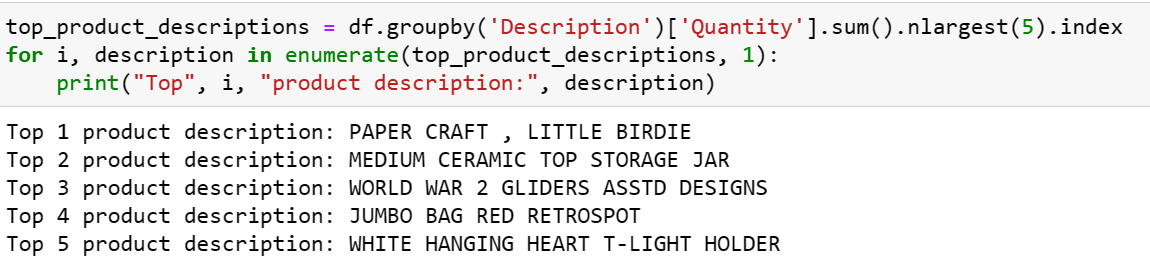 top_product_descriptions = df.groupby('Description')['Quantity'].sum().nlargest(5).index
for i, description in enumerate(top_product_descriptions, 1):
    print("Top", i, "product description:", description)
Top 1 product description: PAPER CRAFT , LITTLE BIRDIE
Top 2 product description: MEDIUM CERAMIC TOP STORAGE JAR
Top 3 product description: WORLD WAR 2 GLIDERS ASSTD DESIGNS
Top 4 product description: JUMBO BAG RED RETROSPOT
Top 5 product description: WHITE HANGING HEART T-LIGHT HOLDER